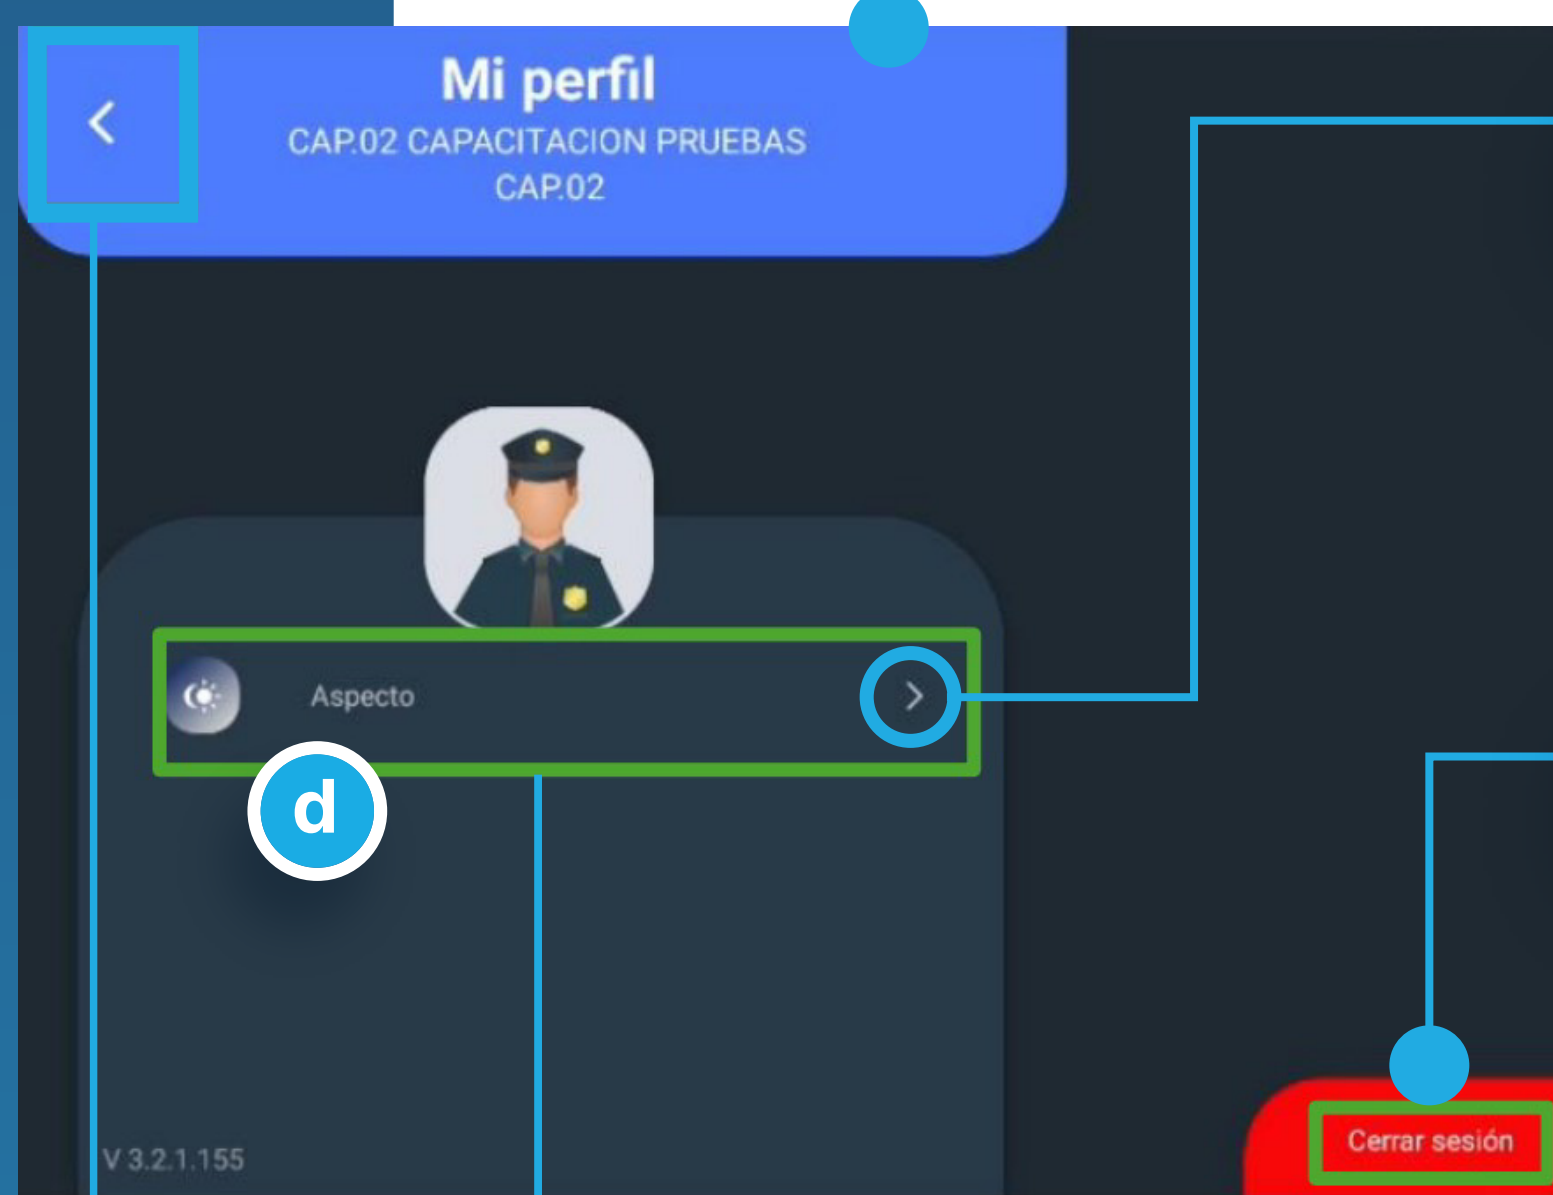 Mi perfil
CAP.02 CAPACITACION PRUEBAS
CAP.02
Aspecto
d
V 3.2.1.155
Cerrar sesión